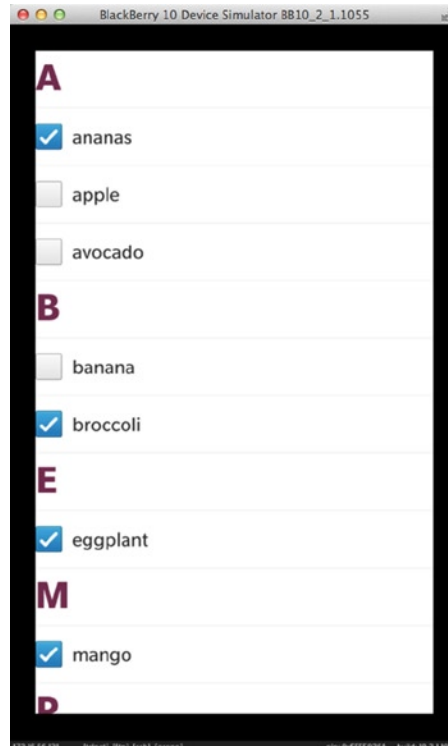 BlackBerry 10 Device Simulator BB10_2_1.1055
A
ananas
apple
avocado
B
banana
broccoli
E
eggplant
M
mango